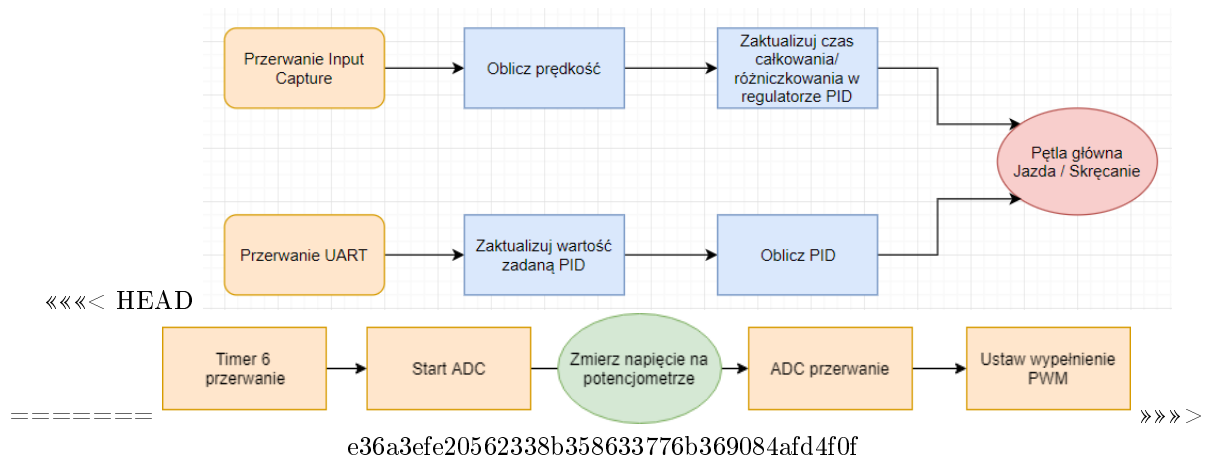 Przerwanie Input
Capture
Oblicz prędkość
Zaktualizuj czas
całkowania/
różniczkowania w
regulatorze PID
Pętla główna
Jazda / Skręcanie
Przerwanie UART
Zaktualizuj wartość
zadaną PID
Oblicz PID
«««< HEAD
Timer 6
przerwanie
Start ADC
Zmierz napięcie na
potencjometrze
ADC przerwanie
Ustaw wypełnienie
PWM
=======
»»»>
e36a3efe20562338b358633776b369084afd4f0f